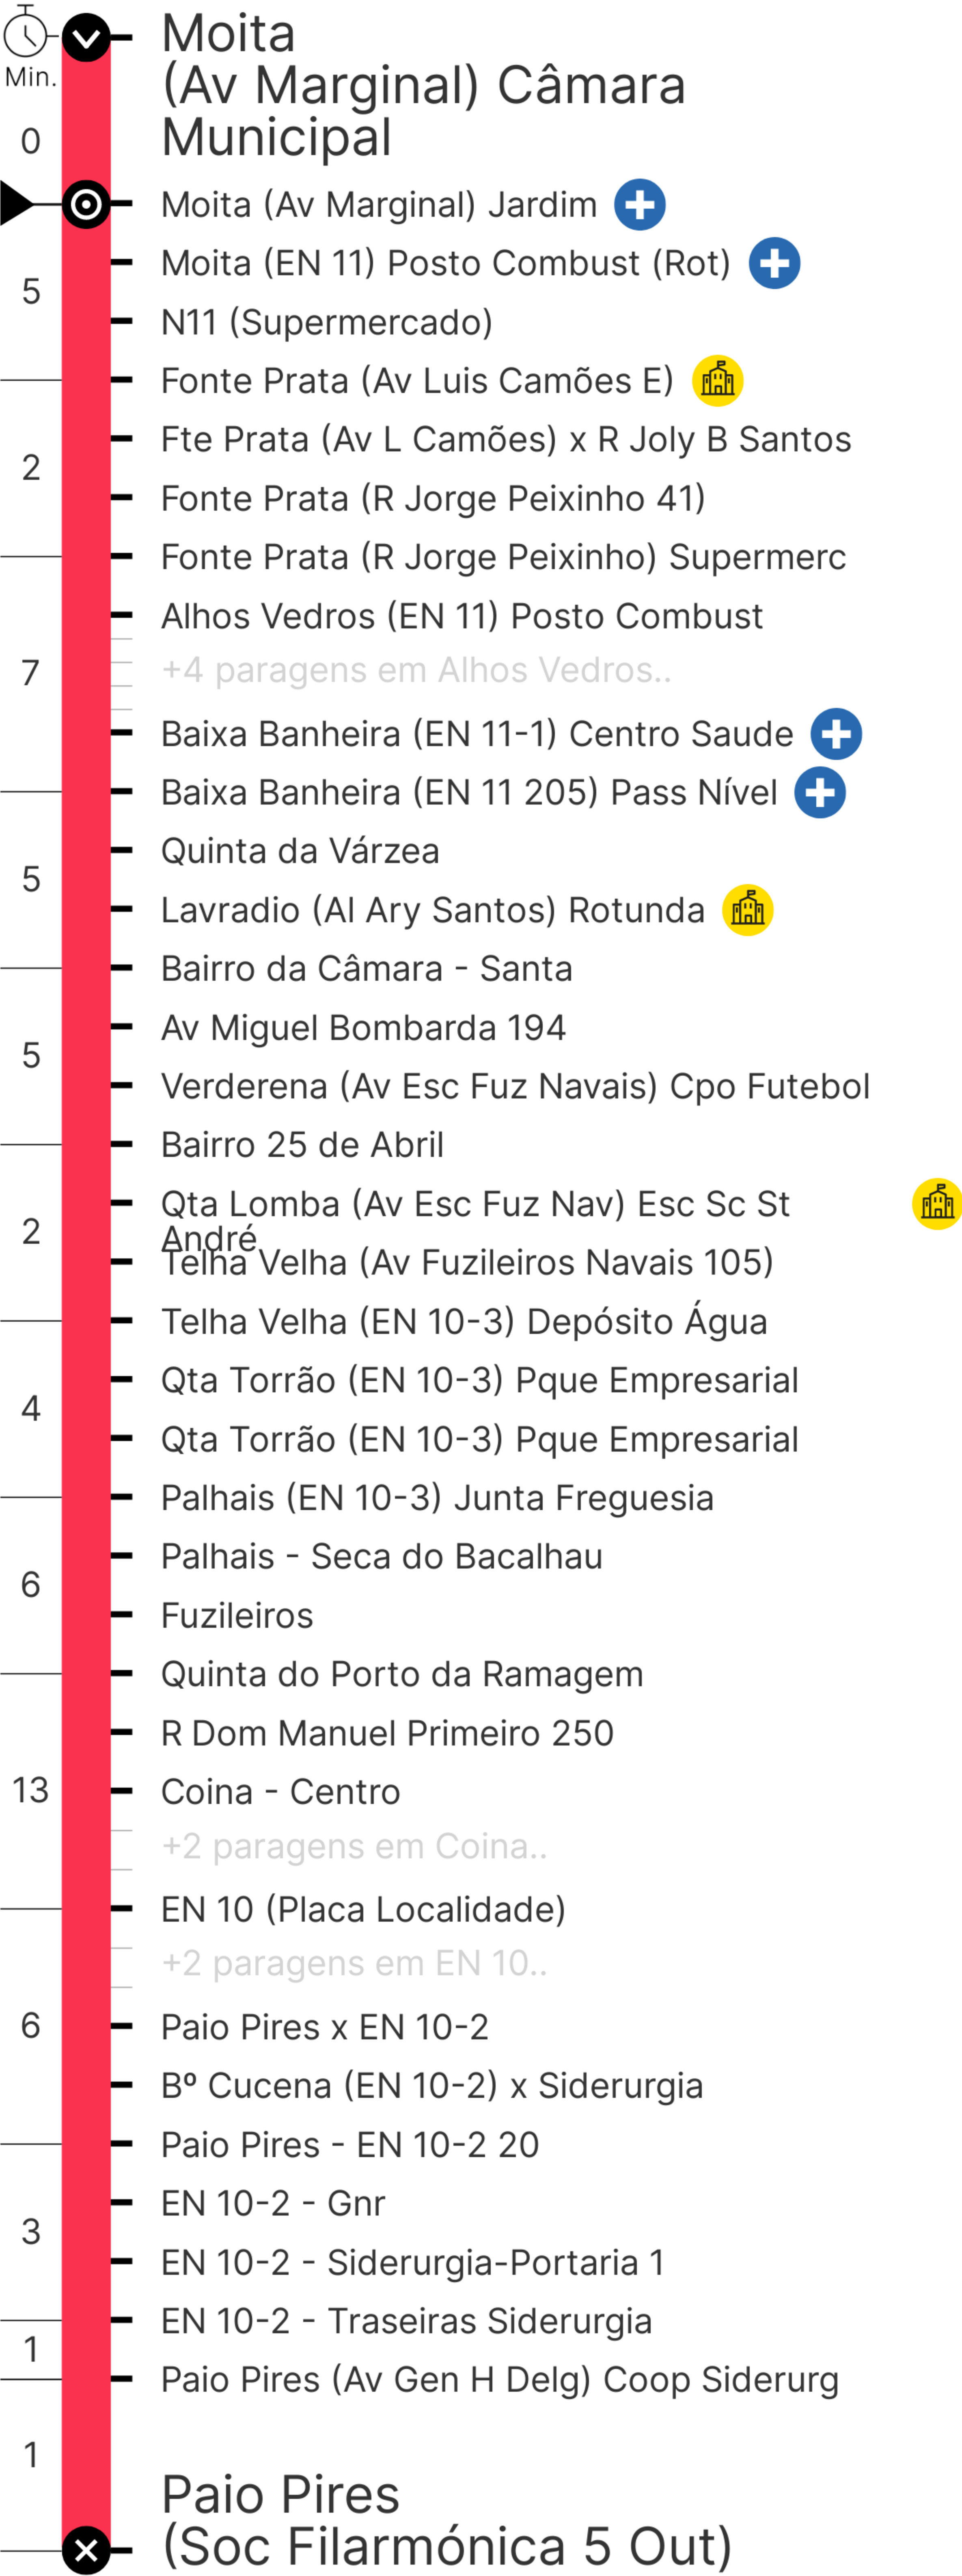 Moita
(Av Marginal) Câmara
Municipal
Min.
0
Moita (Av Marginal) Jardim
Moita (EN 11) Posto Combust (Rot)
5
N11 (Supermercado)
Fonte Prata (Av Luis Camões E)
Fte Prata (Av L Camões) x R Joly B Santos
2
Fonte Prata (R Jorge Peixinho 41)
Fonte Prata (R Jorge Peixinho) Supermerc
Alhos Vedros (EN 11) Posto Combust
7
+4 paragens em Alhos Vedros..
Baixa Banheira (EN 11-1) Centro Saude
Baixa Banheira (EN 11 205) Pass Nível
Quinta da Várzea
5
Lavradio (Al Ary Santos) Rotunda
Bairro da Câmara - Santa
Av Miguel Bombarda 194
5
Verderena (Av Esc Fuz Navais) Cpo Futebol
Bairro 25 de Abril
Qta Lomba (Av Esc Fuz Nav) Esc Sc St
André
2
Telha Velha (Av Fuzileiros Navais 105)
Telha Velha (EN 10-3) Depósito Água
Qta Torrão (EN 10-3) Pque Empresarial
4
Qta Torrão (EN 10-3) Pque Empresarial
Palhais (EN 10-3) Junta Freguesia
Palhais - Seca do Bacalhau
6
Fuzileiros
Quinta do Porto da Ramagem
R Dom Manuel Primeiro 250
13
Coina - Centro
+2 paragens em Coina..
EN 10 (Placa Localidade)
+2 paragens em EN 10..
6
Paio Pires x EN 10-2
Bº Cucena (EN 10-2) x Siderurgia
Paio Pires - EN 10-2 20
EN 10-2 - Gnr
3
EN 10-2 - Siderurgia-Portaria 1
EN 10-2 - Traseiras Siderurgia
1
Paio Pires (Av Gen H Delg) Coop Siderurg
1
Paio Pires
(Soc Filarmónica 5 Out)